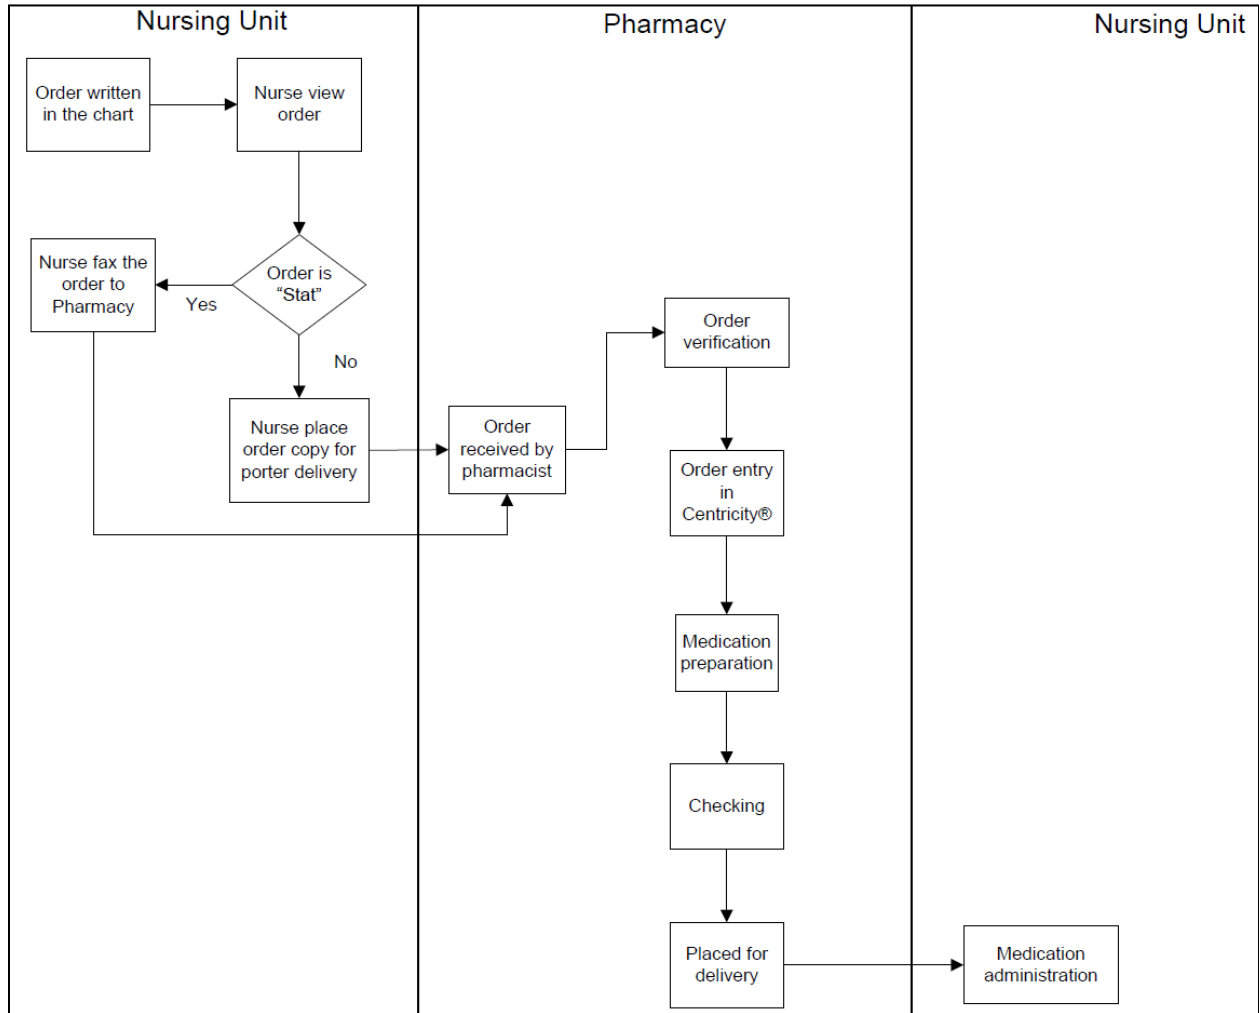 Nursing Unit
Pharmacy
Nursing Unit
Order written
in the chart
Nurse view
order
Order is
“Stat”
Yes
No
Nurse fax the
order to
Pharmacy
Nurse place
order copy for
porter delivery
Order
received by
pharmacist
Order
verification
Order entry
in
Centricity®
Medication
preparation
Checking
Placed for
delivery
Medication
administration